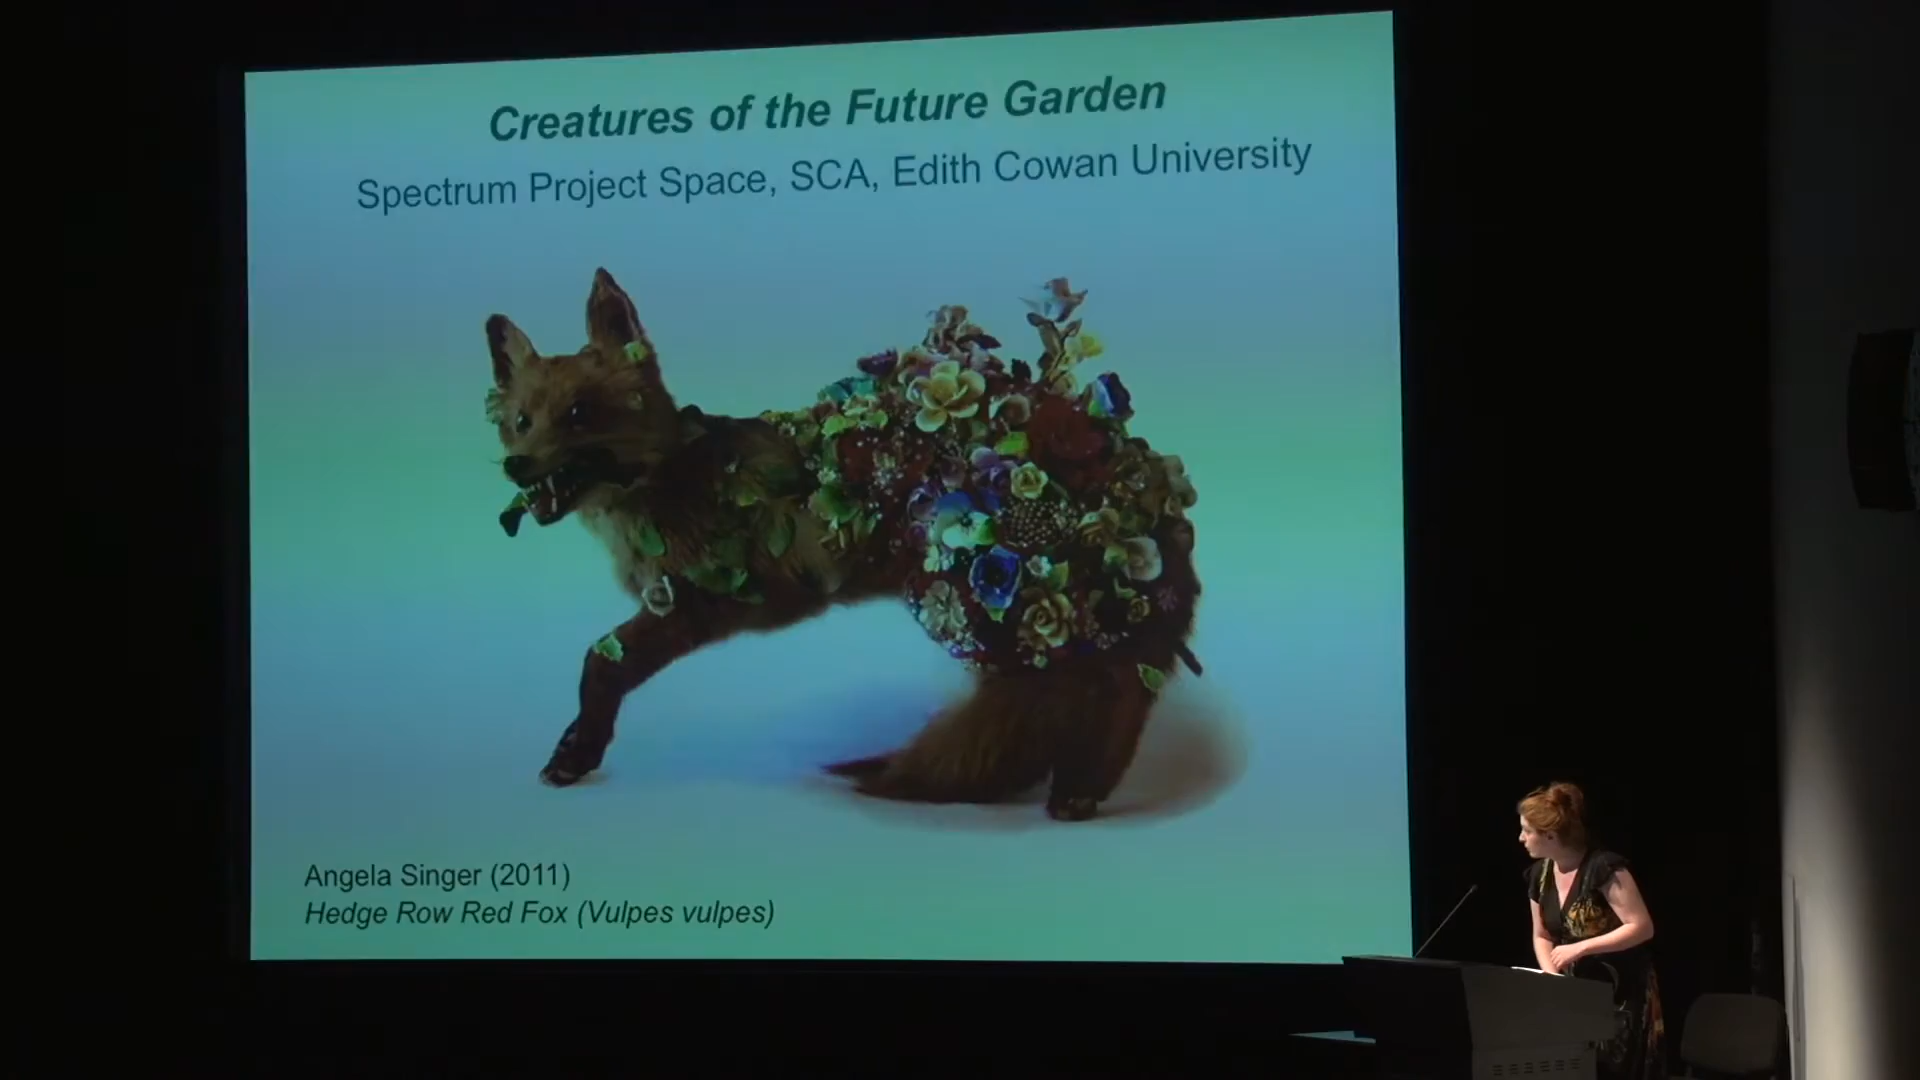 Creatures of the Future Garden
Spectrum Project Space, SCA, Edith Cowan University
Angela Singer (2011)
Hedge Row Red Fox (Vulpes vulpes)